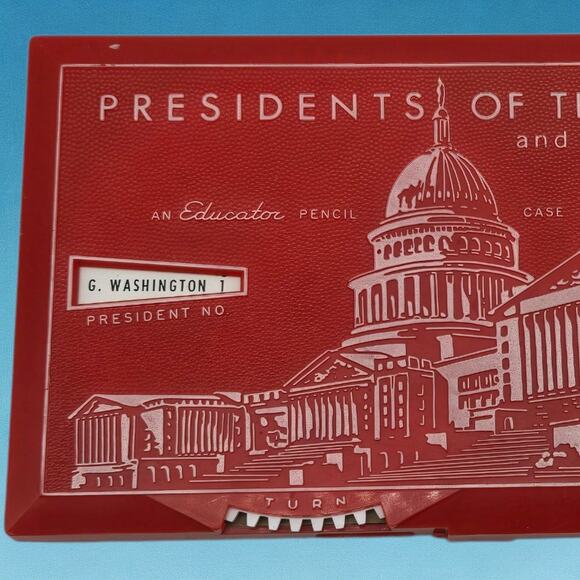 PRESIDENTS OF
and
AN Educator PENCIL CASE
G. WASHINGTON 1
PRESIDENT NO.
TURN